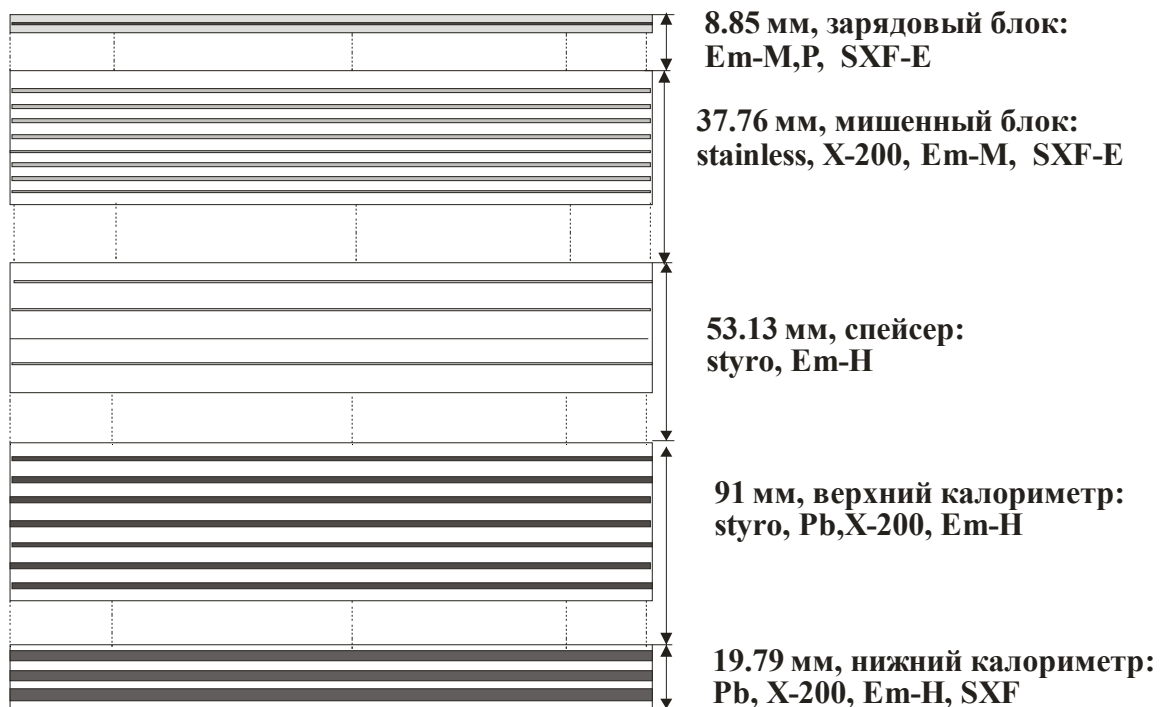 8.85 мм, зарядовый блок:
Em-M,P, SXF-E
37.76 мм, мишенный блок:
stainless, X-200, Em-M, SXF-E
53.13 мм, спейсер:
styro, Em-H
91 мм, верхний калориметр:
styro, Pb,X-200, Em-H
19.79 мм, нижний калориметр:
Pb, X-200, Em-H, SXF